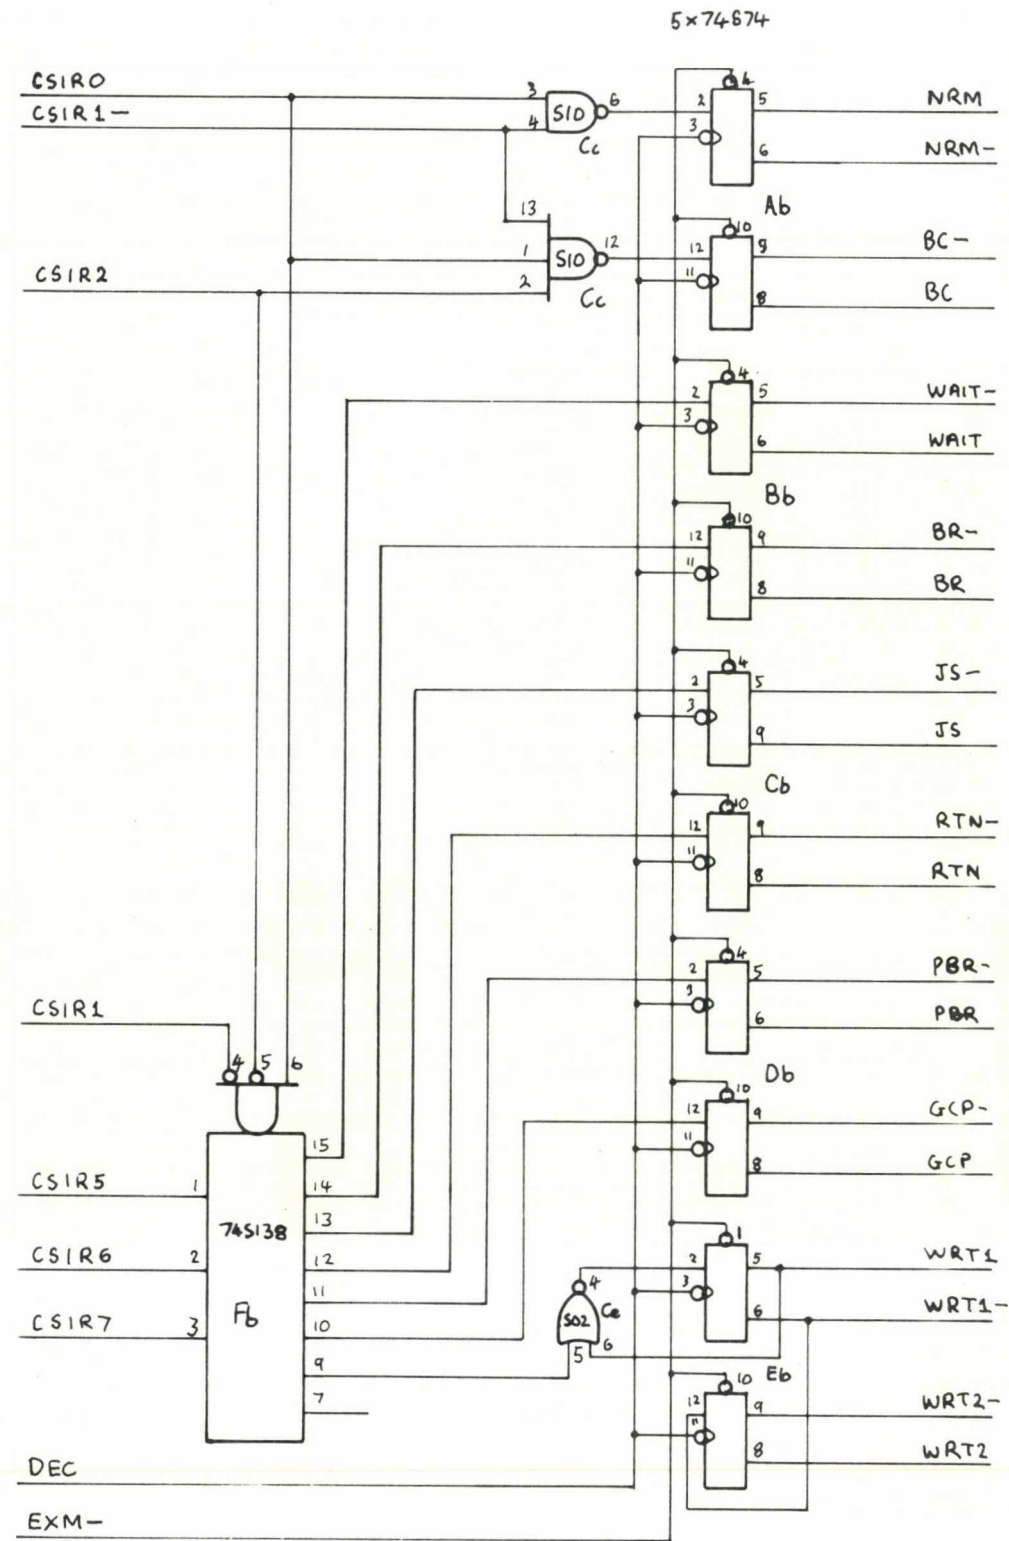 5×74S74
CSIR0
CSIR1-
3
4
S10
6
Cc
2
3
4
5
6
NRM
NRM-
Ab
13
1
2
S10
12
Cc
CSIR2
12
11
10
9
8
BC-
BC
2
3
4
5
6
WAIT-
WAIT
Bb
12
11
10
9
8
BR-
BR
2
3
4
5
9
JS-
JS
Cb
12
11
10
9
8
RTN-
RTN
2
3
4
5
6
PBR-
PBR
Db
CSIR1
4
5
6
12
11
10
9
8
GCP-
GCP
CSIR5
1
CSIR6
2
CSIR7
3
74S138
Fb
15
14
13
12
11
10
9
7
4
S02
Ce
5
6
2
3
1
5
6
WRT1
WRT1-
Eb
12
11
10
9
8
WRT2-
WRT2
DEC
EXM-